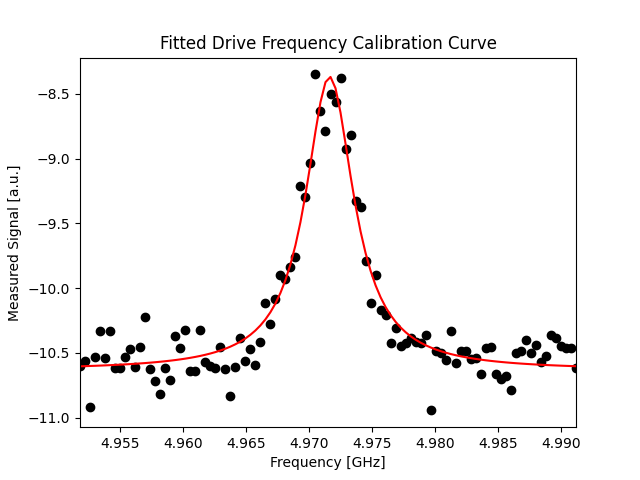 Fitted Drive Frequency Calibration Curve
Measured Signal [a.u.]
−8.5
−9.0
−9.5
−10.0
−10.5
−11.0
4.955 4.960 4.965 4.970 4.975 4.980 4.985 4.990
Frequency [GHz]